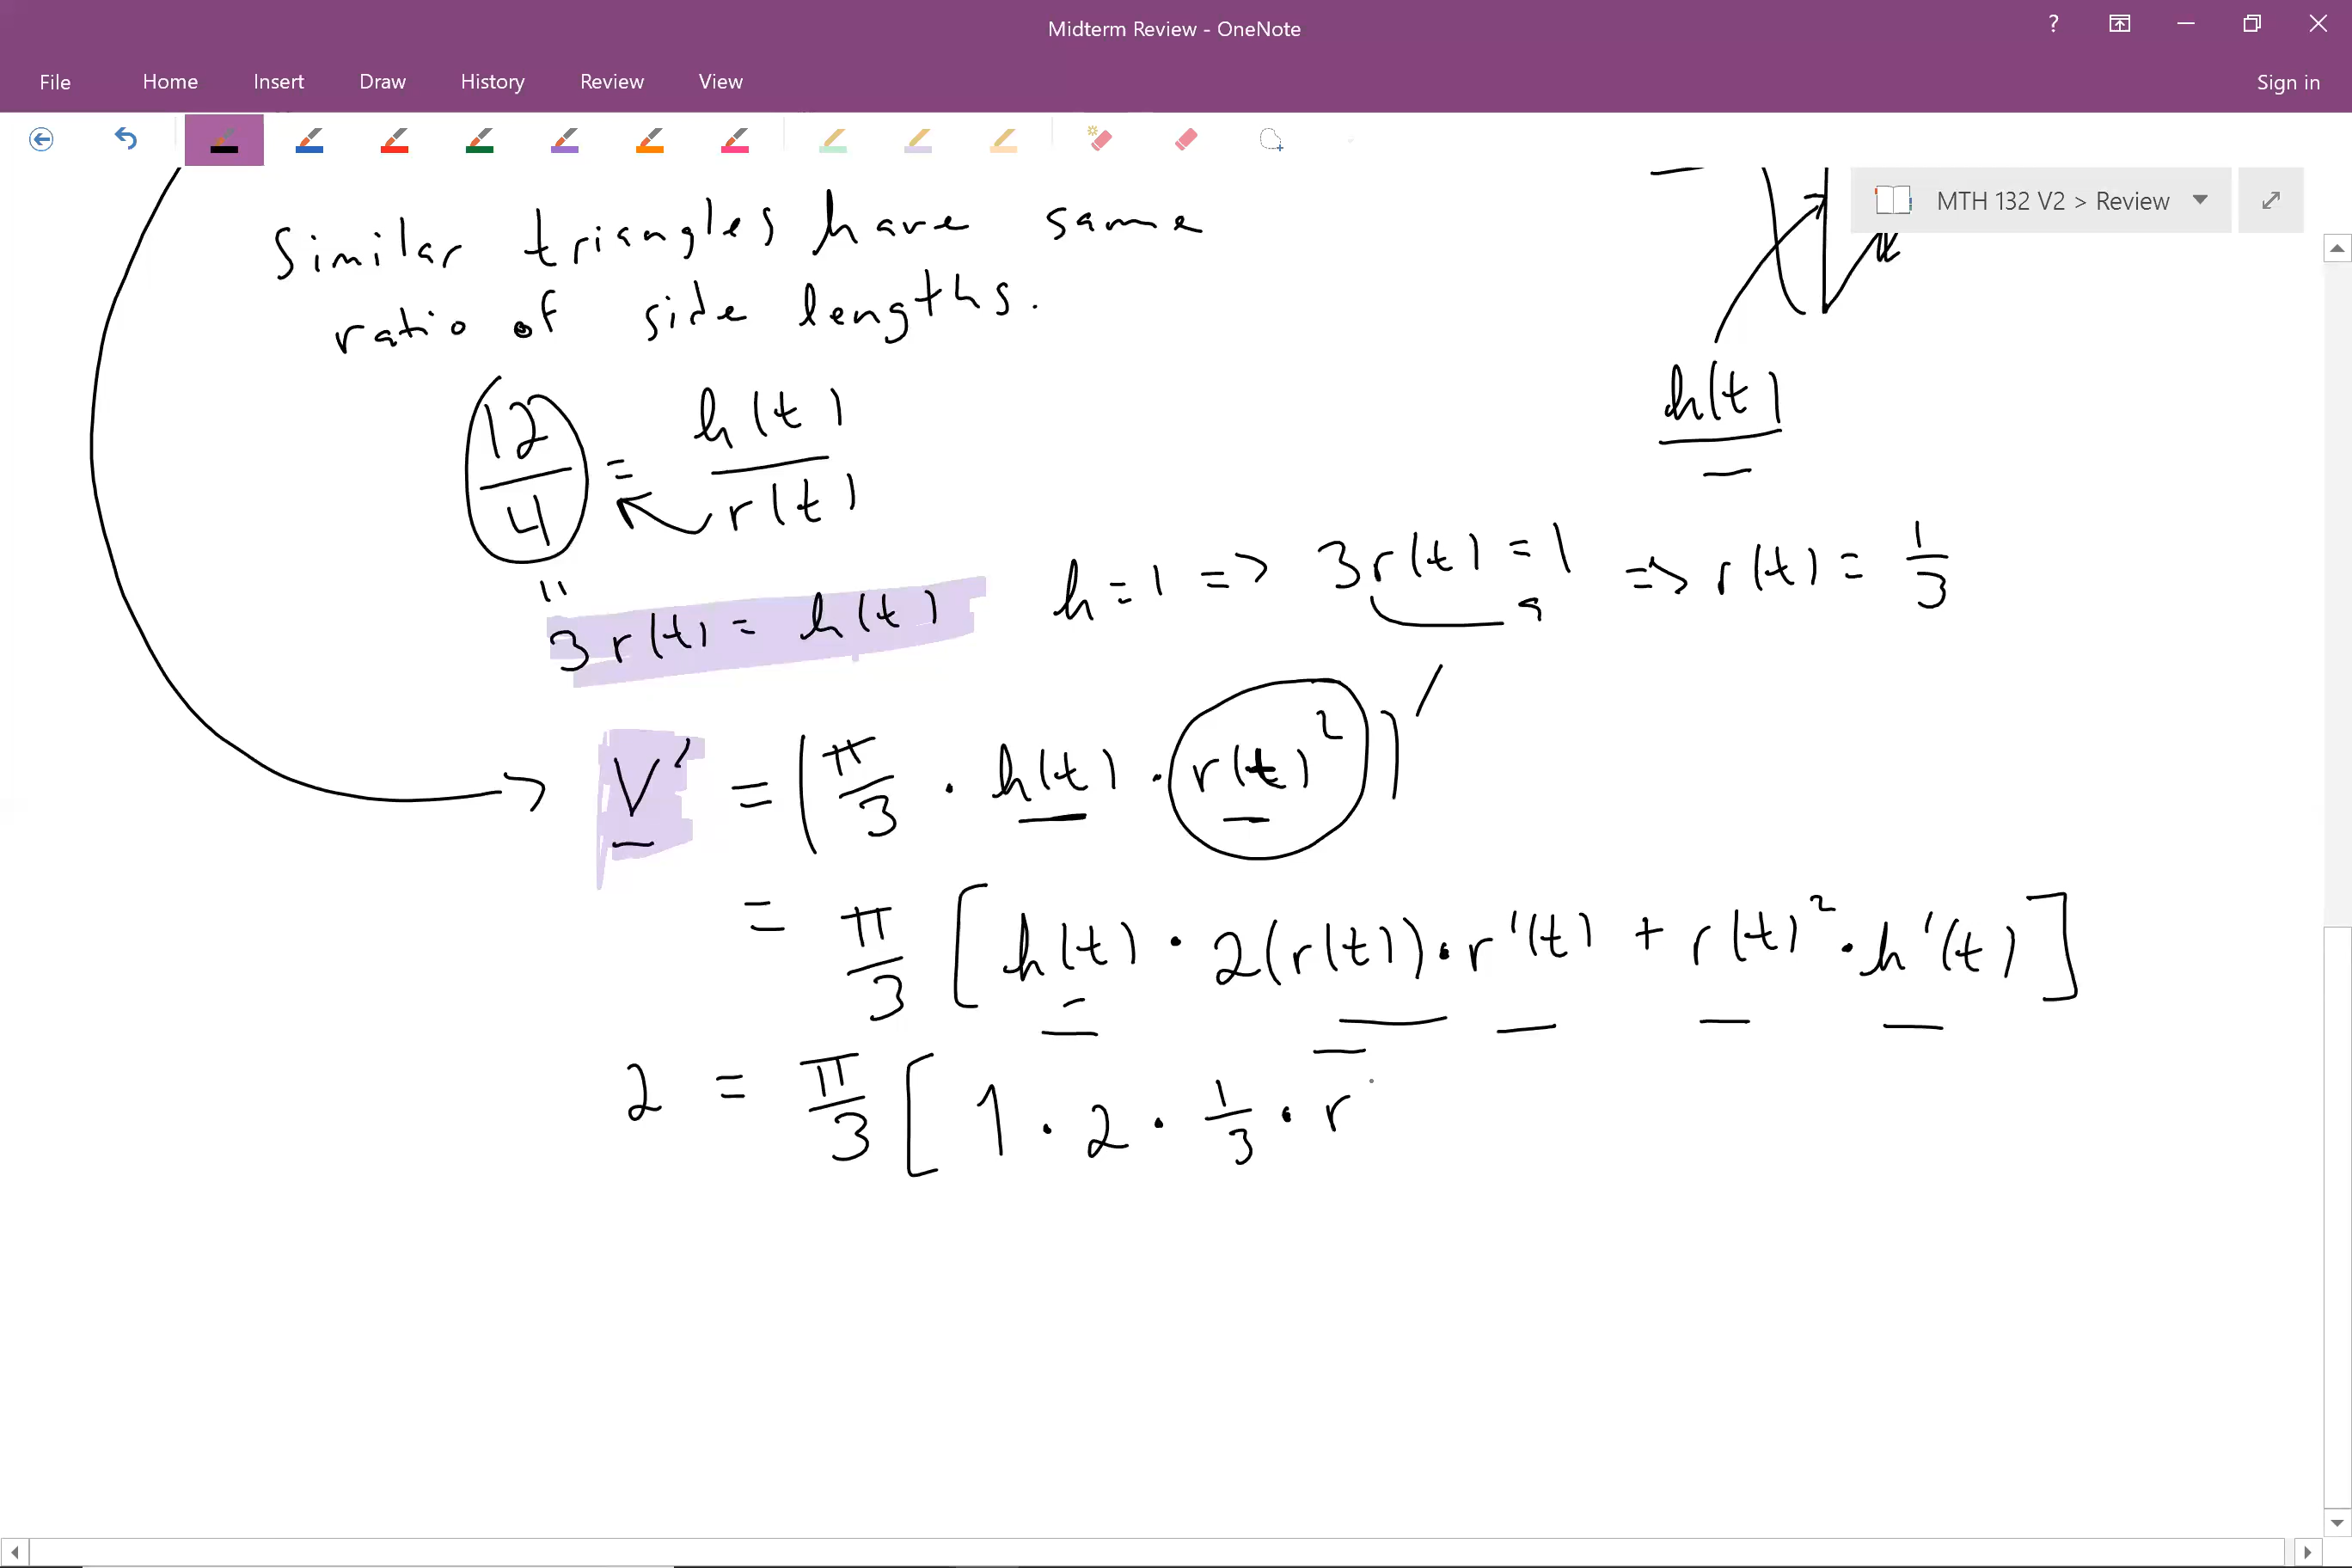 Midterm Review - OneNote
?
File Home Insert Draw History Review View Sign in
MTH 132 V2 > Review
Similar triangles have same
ratio of side lengths.
h(t)
12/4 = h(t)/r(t)
"
3r(t) = h(t)
h=1 => 3r(t)=1 => r(t) = 1/3
V' = (π/3 · h(t) · r(t)²)'
= π/3 [h(t) · 2(r(t)) · r'(t) + r(t)² · h'(t)]
2 = π/3 [1 · 2 · 1/3 · r